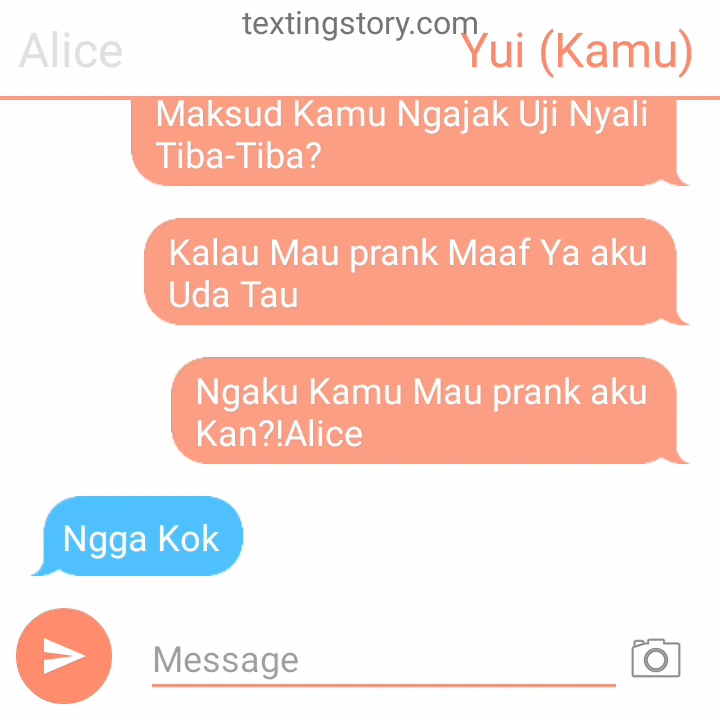 textingstory.com
Alice
Yui (Kamu)
Maksud Kamu Ngajak Uji Nyali
Tiba-Tiba?
Kalau Mau prank Maaf Ya aku
Uda Tau
Ngaku Kamu Mau prank aku
Kan?!Alice
Ngga Kok
Message